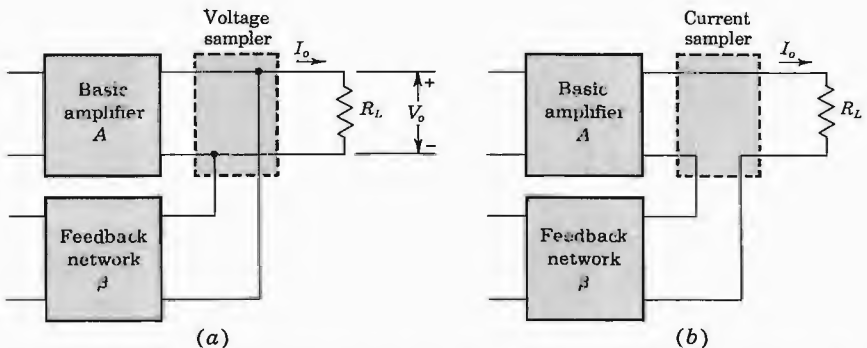 Voltage
sampler
I_o
Basic
amplifier
A
R_L
+
V_o
−
Feedback
network
β
(a)
Current
sampler
I_o
Basic
amplifier
A
R_L
Feedback
network
β
(b)